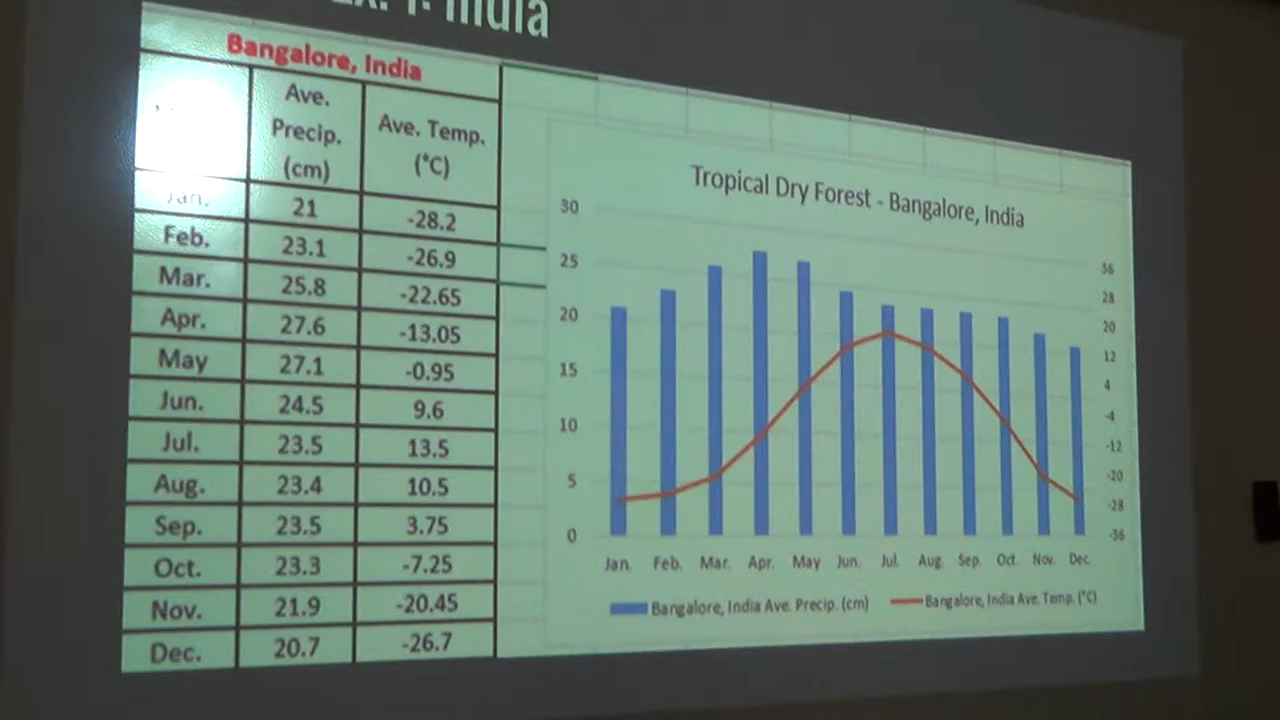 India
Bangalore, India
Ave. Precip. (cm) Ave. Temp. (°C)
Jan. 21 -28.2
Feb. 23.1 -26.9
Mar. 25.8 -22.65
Apr. 27.6 -13.05
May 27.1 -0.95
Jun. 24.5 9.6
Jul. 23.5 13.5
Aug. 23.4 10.5
Sep. 23.5 3.75
Oct. 23.3 -7.25
Nov. 21.9 -20.45
Dec. 20.7 -26.7
Tropical Dry Forest - Bangalore, India
30
25
20
15
10
5
0
36
28
20
12
4
-4
-12
-20
-28
-36
Jan. Feb. Mar. Apr. May Jun. Jul. Aug. Sep. Oct. Nov. Dec.
Bangalore, India Ave. Precip. (cm) Bangalore, India Ave. Temp. (°C)